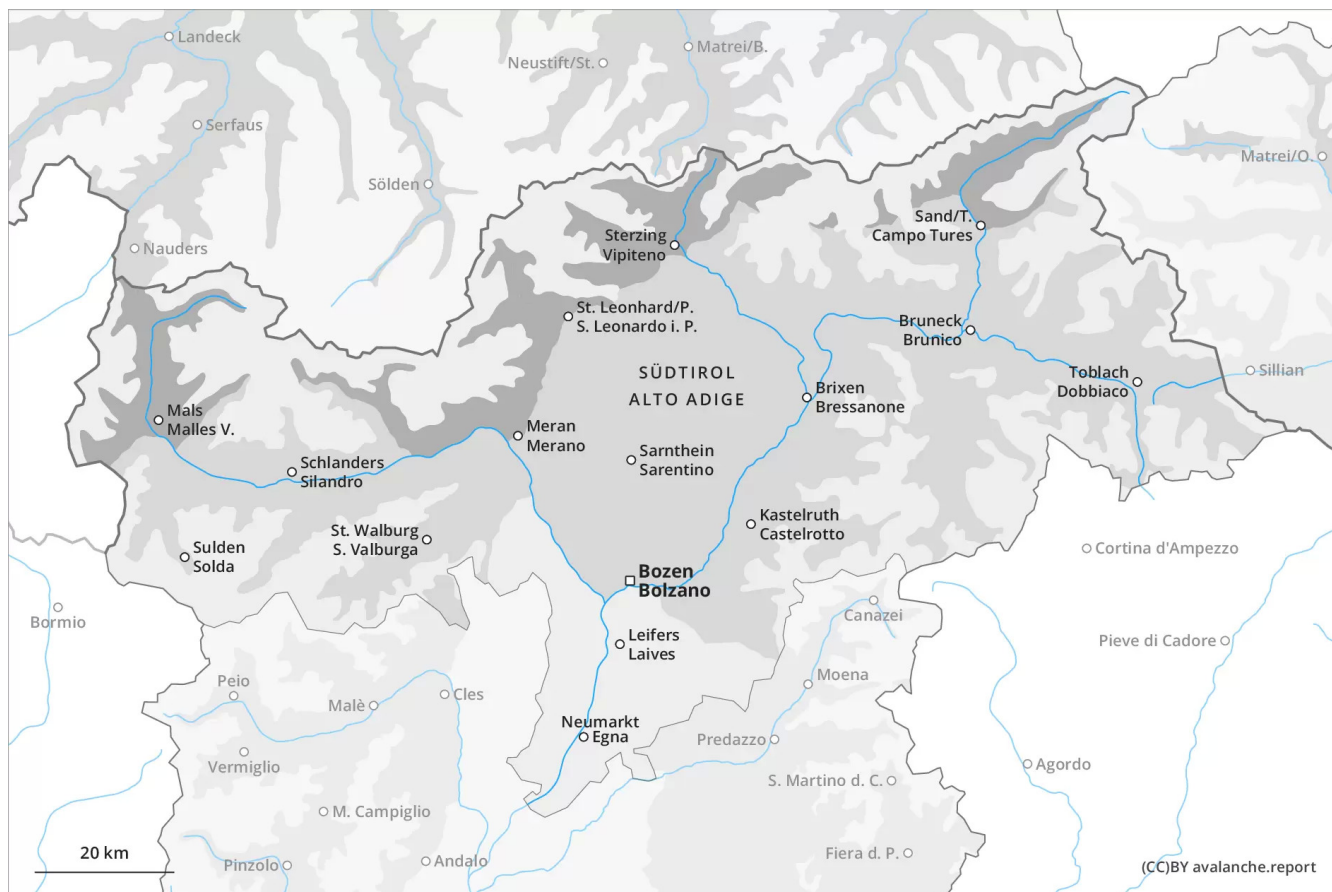 Landeck
Matrei/B.
Neustift/St.
Serfaus
Matrei/O.
Sölden
Sand/T.
Campo Tures
Nauders
Sterzing
Vipiteno
St. Leonhard/P.
S. Leonardo i. P.
Bruneck
Brunico
SÜDTIROL
ALTO ADIGE
Toblach
Dobbiaco
Sillian
Brixen
Bressanone
Mals
Malles V.
Meran
Merano
Sarnthein
Sarentino
Schlanders
Silandro
Kastelruth
Castelrotto
St. Walburg
S. Valburga
Sulden
Solda
Cortina d'Ampezzo
Bozen
Bolzano
Bormio
Canazei
Leifers
Laives
Pieve di Cadore
Peio
Moena
Cles
Malè
Neumarkt
Egna
Predazzo
Vermiglio
Agordo
S. Martino d. C.
M. Campiglio
20 km
Pinzolo
Andalo
Fiera d. P.
(CC)BY avalanche.report